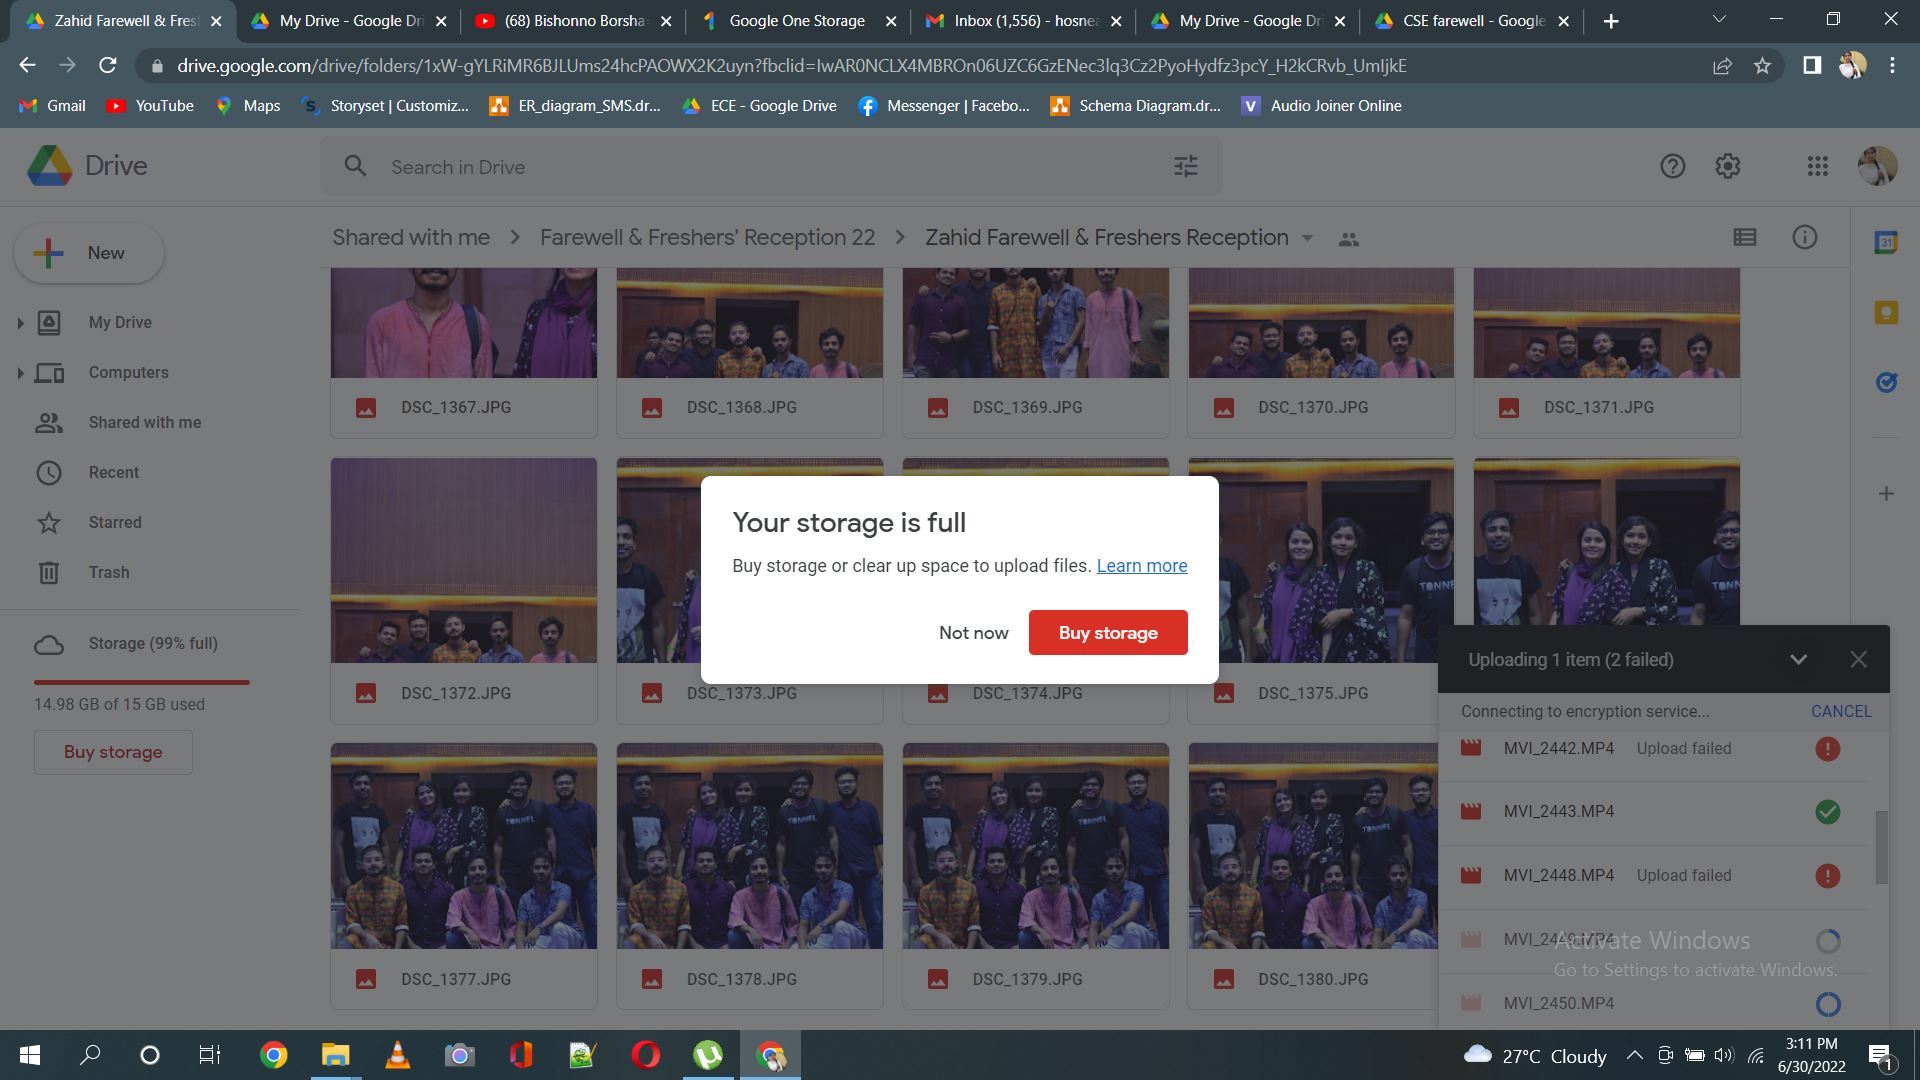 Zahid Farewell & Fresl
My Drive - Google Dri
(68) Bishonno Borsha
Google One Storage
Inbox (1,556) - hosnea
My Drive - Google Dri
CSE farewell - Google
drive.google.com/drive/folders/1xW-gYLRiMR6BJLUms24hcPAOWX2K2uyn?fbclid=IwAR0NCLX4MBROn06UZC6GzENec3lq3Cz2PyoHydfz3pcY_H2kCRvb_UmIjkE
Gmail
YouTube
Maps
Storyset | Customiz...
ER_diagram_SMS.dr...
ECE - Google Drive
Messenger | Facebo...
Schema Diagram.dr...
Audio Joiner Online
Drive
Search in Drive
New
My Drive
Computers
Shared with me
Recent
Starred
Trash
Storage (99% full)
14.98 GB of 15 GB used
Buy storage
Shared with me > Farewell & Freshers' Reception 22 > Zahid Farewell & Freshers Reception
31
DSC_1367.JPG
DSC_1368.JPG
DSC_1369.JPG
DSC_1370.JPG
DSC_1371.JPG
DSC_1372.JPG
DSC_1373.JPG
DSC_1374.JPG
DSC_1375.JPG
DSC_1377.JPG
DSC_1378.JPG
DSC_1379.JPG
DSC_1380.JPG
Your storage is full
Buy storage or clear up space to upload files. Learn more
Not now
Buy storage
Uploading 1 item (2 failed)
Connecting to encryption service...
CANCEL
MVI_2442.MP4 Upload failed
MVI_2443.MP4
MVI_2448.MP4 Upload failed
MVI_2449.MP4
MVI_2450.MP4
Activate Windows
Go to Settings to activate Windows.
27°C Cloudy
3:11 PM
6/30/2022
1